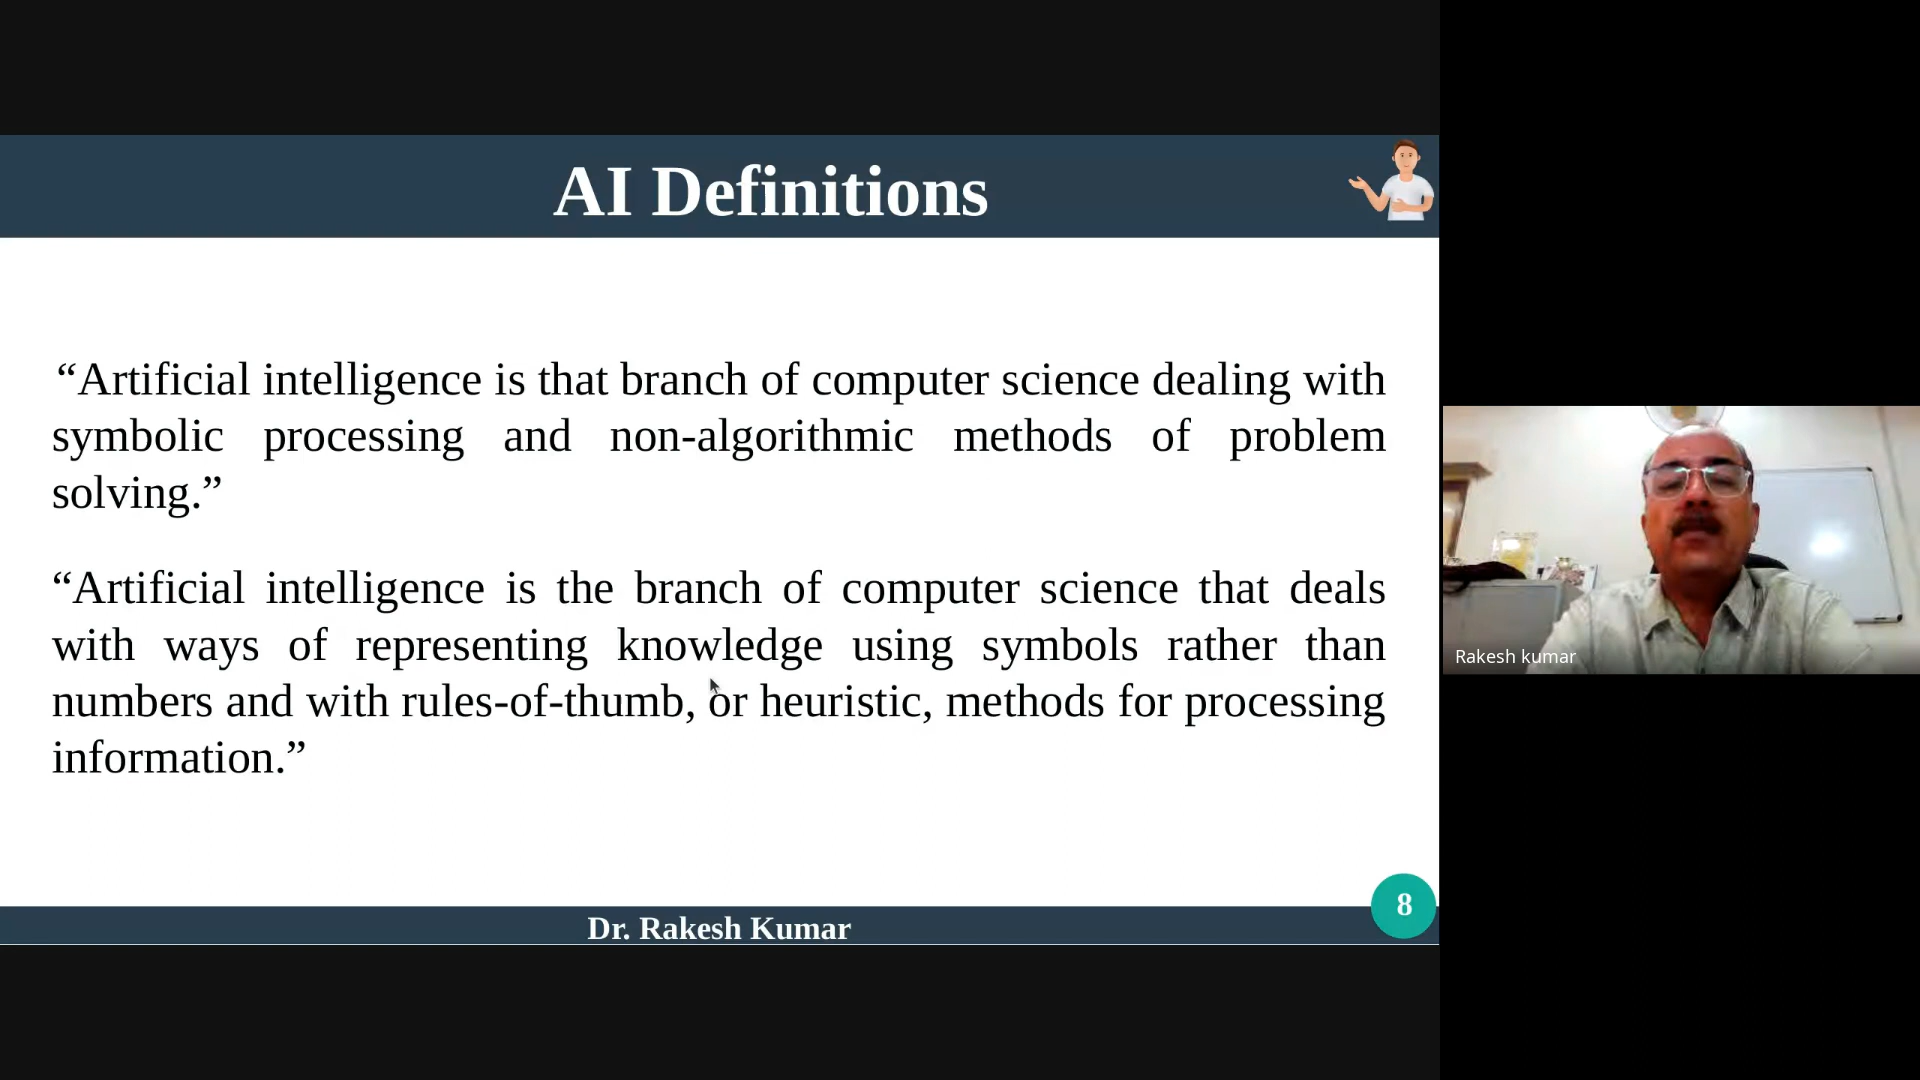 AI Definitions
“Artificial intelligence is that branch of computer science dealing with
symbolic processing and non-algorithmic methods of problem
solving.”
“Artificial intelligence is the branch of computer science that deals
with ways of representing knowledge using symbols rather than
numbers and with rules-of-thumb, or heuristic, methods for processing
information.”
8
Dr. Rakesh Kumar
Rakesh kumar